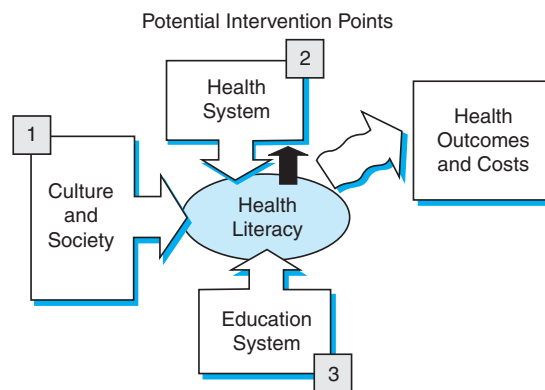 Potential Intervention Points
1
Culture
and
Society
2
Health
System
Health
Literacy
Education
System
3
Health
Outcomes
and Costs